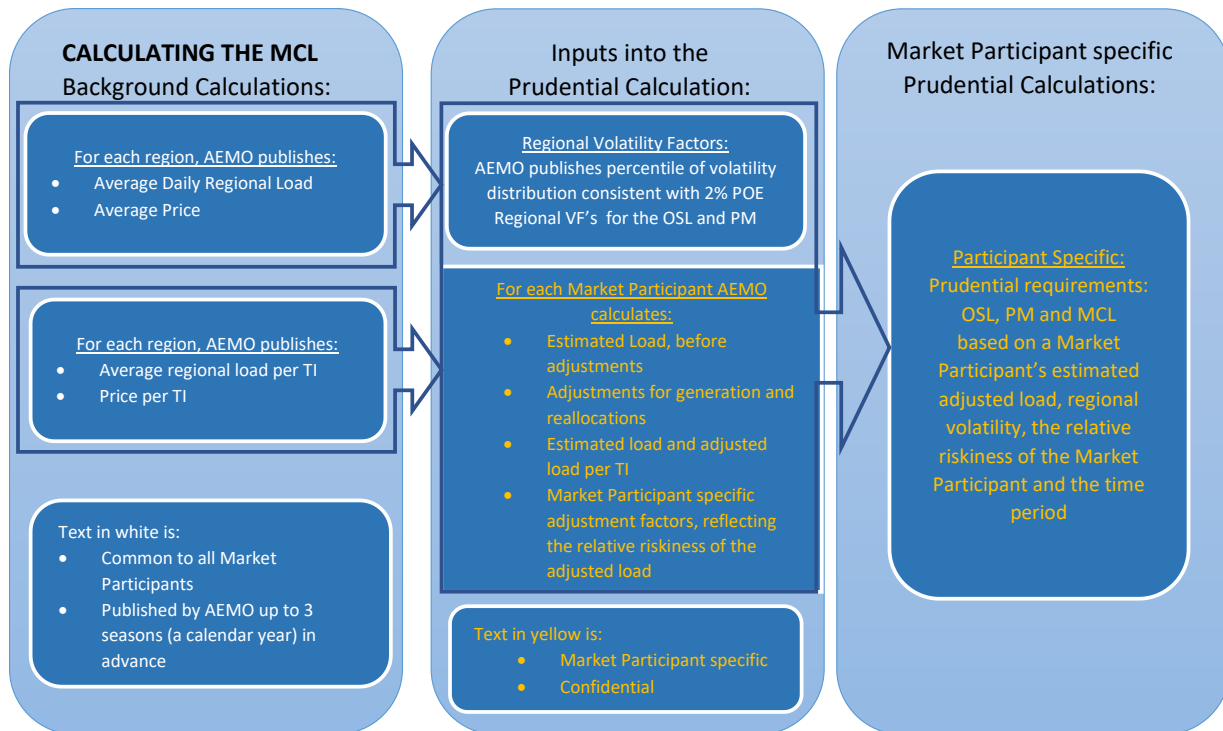 CALCULATING THE MCL
Background Calculations:
For each region, AEMO publishes:
• Average Daily Regional Load
• Average Price
For each region, AEMO publishes:
• Average regional load per TI
• Price per TI
Text in white is:
• Common to all Market
Participants
• Published by AEMO up to 3
seasons (a calendar year) in
advance
Inputs into the
Prudential Calculation:
Regional Volatility Factors:
AEMO publishes percentile of volatility
distribution consistent with 2% POE
Regional VF's for the OSL and PM
For each Market Participant AEMO
calculates:
• Estimated Load, before
adjustments
• Adjustments for generation and
reallocations
• Estimated load and adjusted
load per TI
• Market Participant specific
adjustment factors, reflecting
the relative riskiness of the
adjusted load
Text in yellow is:
• Market Participant specific
• Confidential
Market Participant specific
Prudential Calculations:
Participant Specific:
Prudential requirements:
OSL, PM and MCL
based on a Market
Participant's estimated
adjusted load, regional
volatility, the relative
riskiness of the Market
Participant and the time
period